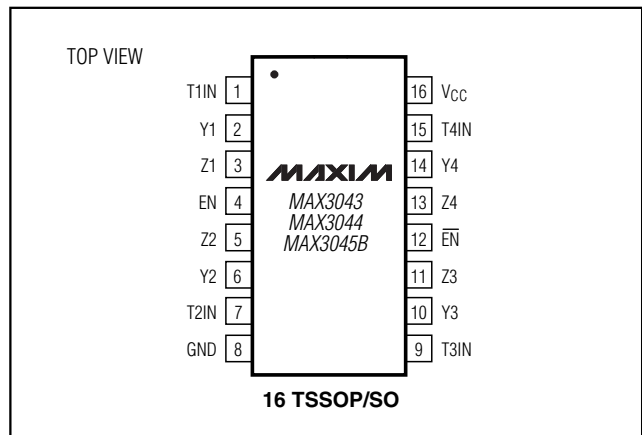 TOP VIEW
T1IN 1
Y1 2
Z1 3
EN 4
Z2 5
Y2 6
T2IN 7
GND 8
MAXIM
MAX3043
MAX3044
MAX3045B
16 VCC
15 T4IN
14 Y4
13 Z4
12 E̅N̅
11 Z3
10 Y3
9 T3IN
16 TSSOP/SO